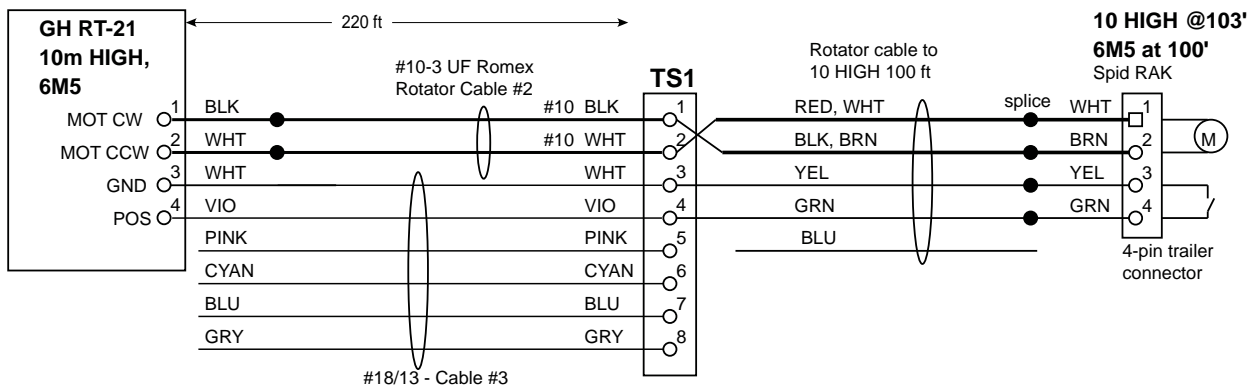 GH RT-21
10m HIGH,
6M5
220 ft
10 HIGH @103'
6M5 at 100'
Spid RAK
#10-3 UF Romex
Rotator Cable #2
TS1
Rotator cable to
10 HIGH 100 ft
MOT CW 1 BLK #10 BLK 1 RED, WHT splice WHT 1
MOT CCW 2 WHT #10 WHT 2 BLK, BRN BRN 2 M
GND 3 WHT WHT 3 YEL YEL 3
POS 4 VIO VIO 4 GRN GRN 4
PINK PINK 5 BLU
CYAN CYAN 6
BLU BLU 7
GRY GRY 8
4-pin trailer
connector
#18/13 - Cable #3